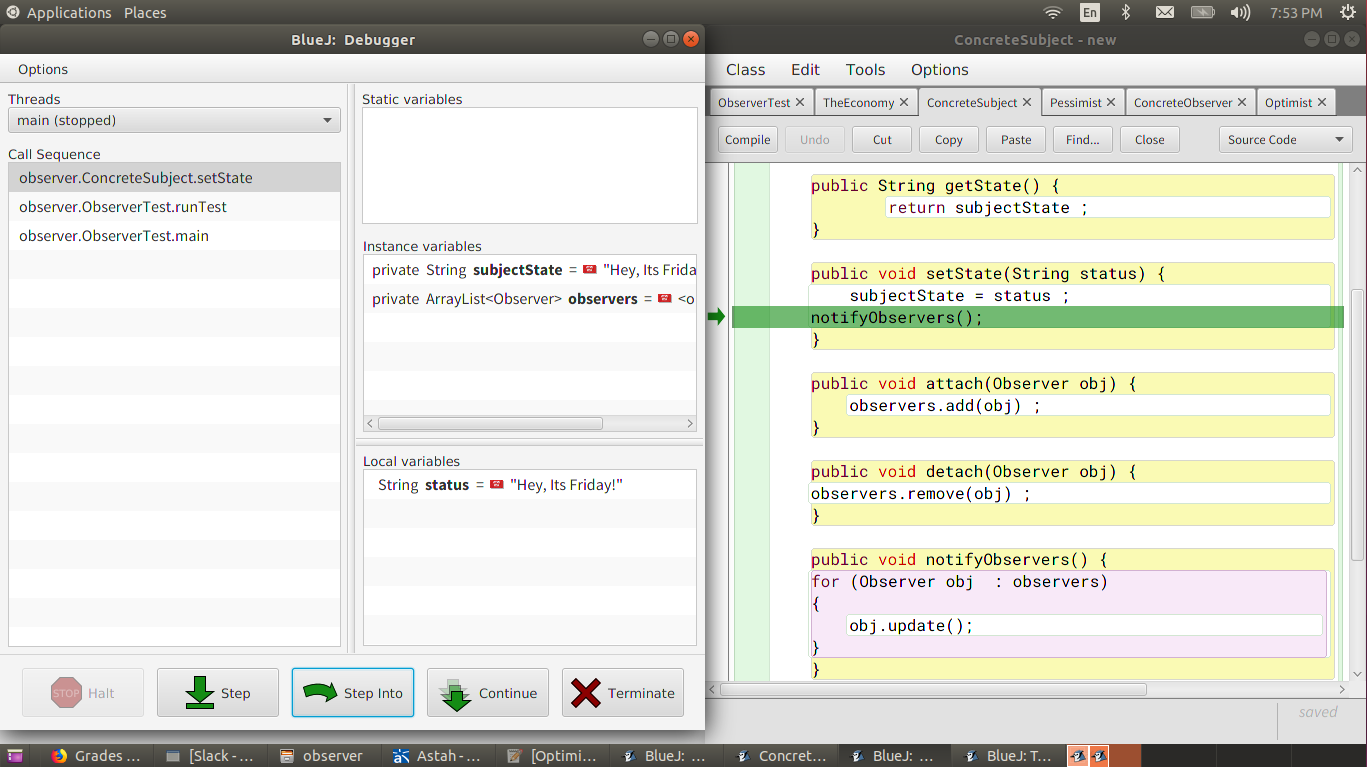 Applications Places
En
7:53 PM
BlueJ: Debugger
Options
Threads
main (stopped)
Call Sequence
observer.ConcreteSubject.setState
observer.ObserverTest.runTest
observer.ObserverTest.main
Static variables
Instance variables
private String subjectState = "Hey, Its Frida
private ArrayList<Observer> observers = <o
Local variables
String status = "Hey, Its Friday!"
STOP Halt
Step
Step Into
Continue
Terminate
ConcreteSubject - new
Class Edit Tools Options
ObserverTest TheEconomy ConcreteSubject Pessimist ConcreteObserver Optimist
Compile Undo Cut Copy Paste Find... Close Source Code
public String getState() {
return subjectState ;
}
public void setState(String status) {
subjectState = status ;
notifyObservers();
}
public void attach(Observer obj) {
observers.add(obj) ;
}
public void detach(Observer obj) {
observers.remove(obj) ;
}
public void notifyObservers() {
for (Observer obj : observers)
{
obj.update();
}
}
saved
Grades ... [Slack - ... observer Astah - ... [Optimi... BlueJ: ... Concret... BlueJ: ... BlueJ: T...